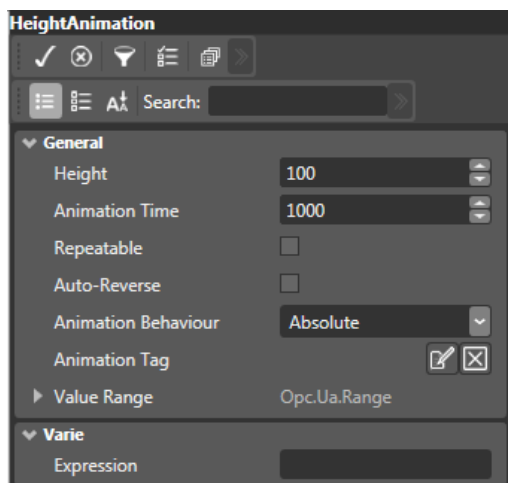 HeightAnimation
Search:
General
Height 100
Animation Time 1000
Repeatable
Auto-Reverse
Animation Behaviour Absolute
Animation Tag
Value Range Opc.Ua.Range
Varie
Expression